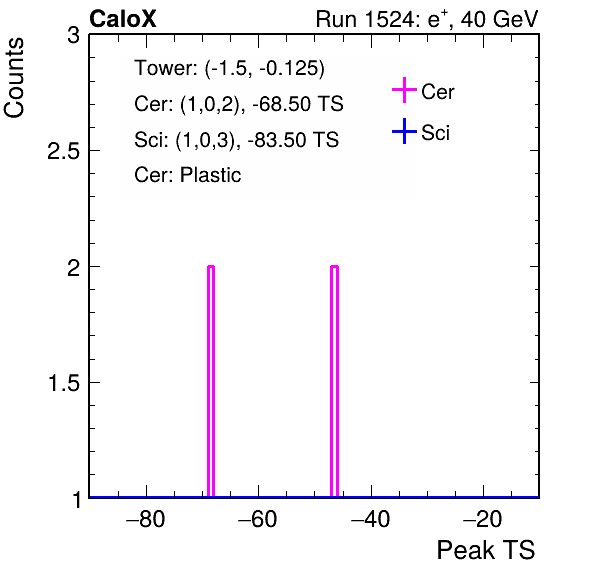 CaloX Run 1524: e⁺, 40 GeV
Counts
3
2.5
2
1.5
1
Tower: (-1.5, -0.125)
Cer: (1,0,2), -68.50 TS
Sci: (1,0,3), -83.50 TS
Cer: Plastic
Cer
Sci
−80 −60 −40 −20
Peak TS